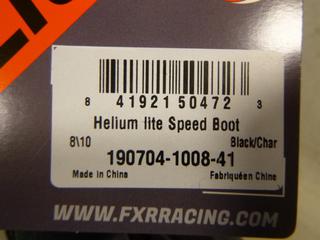 8 41921 50472 3
Helium lite Speed Boot
8\10 Black/Char
190704-1008-41
Made in China Fabriquéen Chine
WWW.FXRRACING.COM